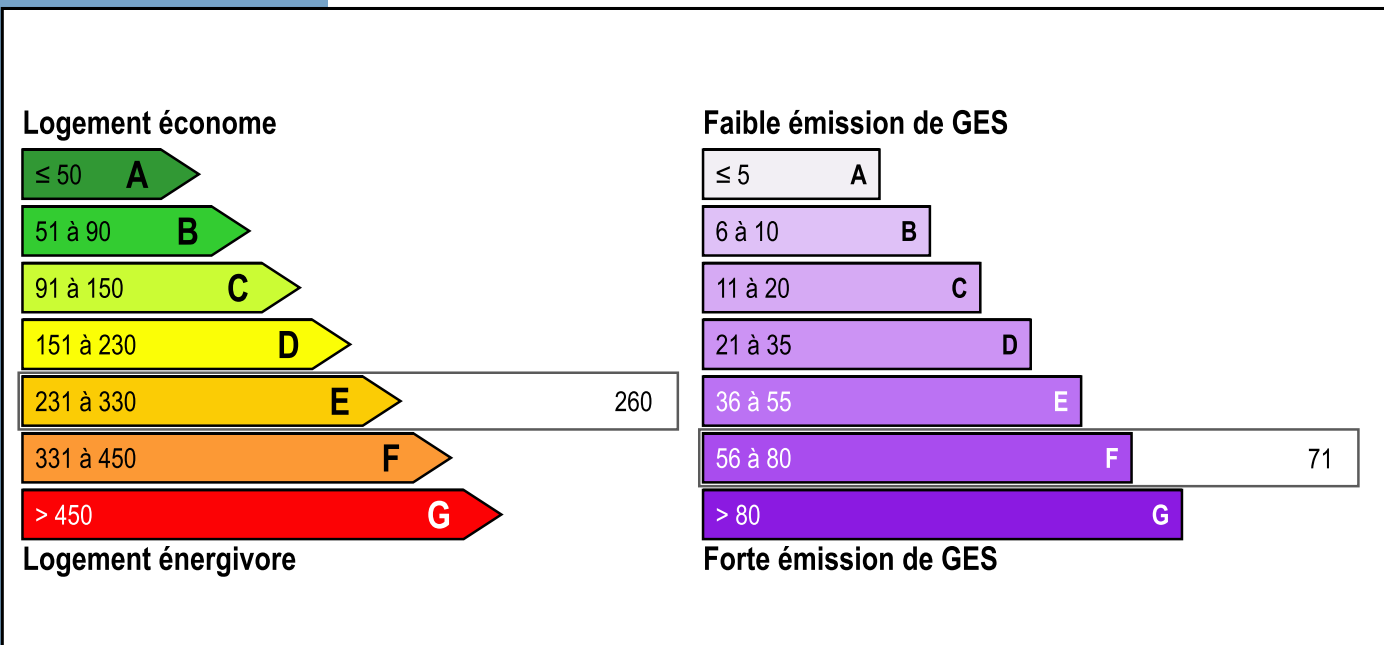 Logement économe
≤ 50 A
51 à 90 B
91 à 150 C
151 à 230 D
231 à 330 E 260
331 à 450 F
> 450 G
Logement énergivore
Faible émission de GES
≤ 5 A
6 à 10 B
11 à 20 C
21 à 35 D
36 à 55 E
56 à 80 F 71
> 80 G
Forte émission de GES